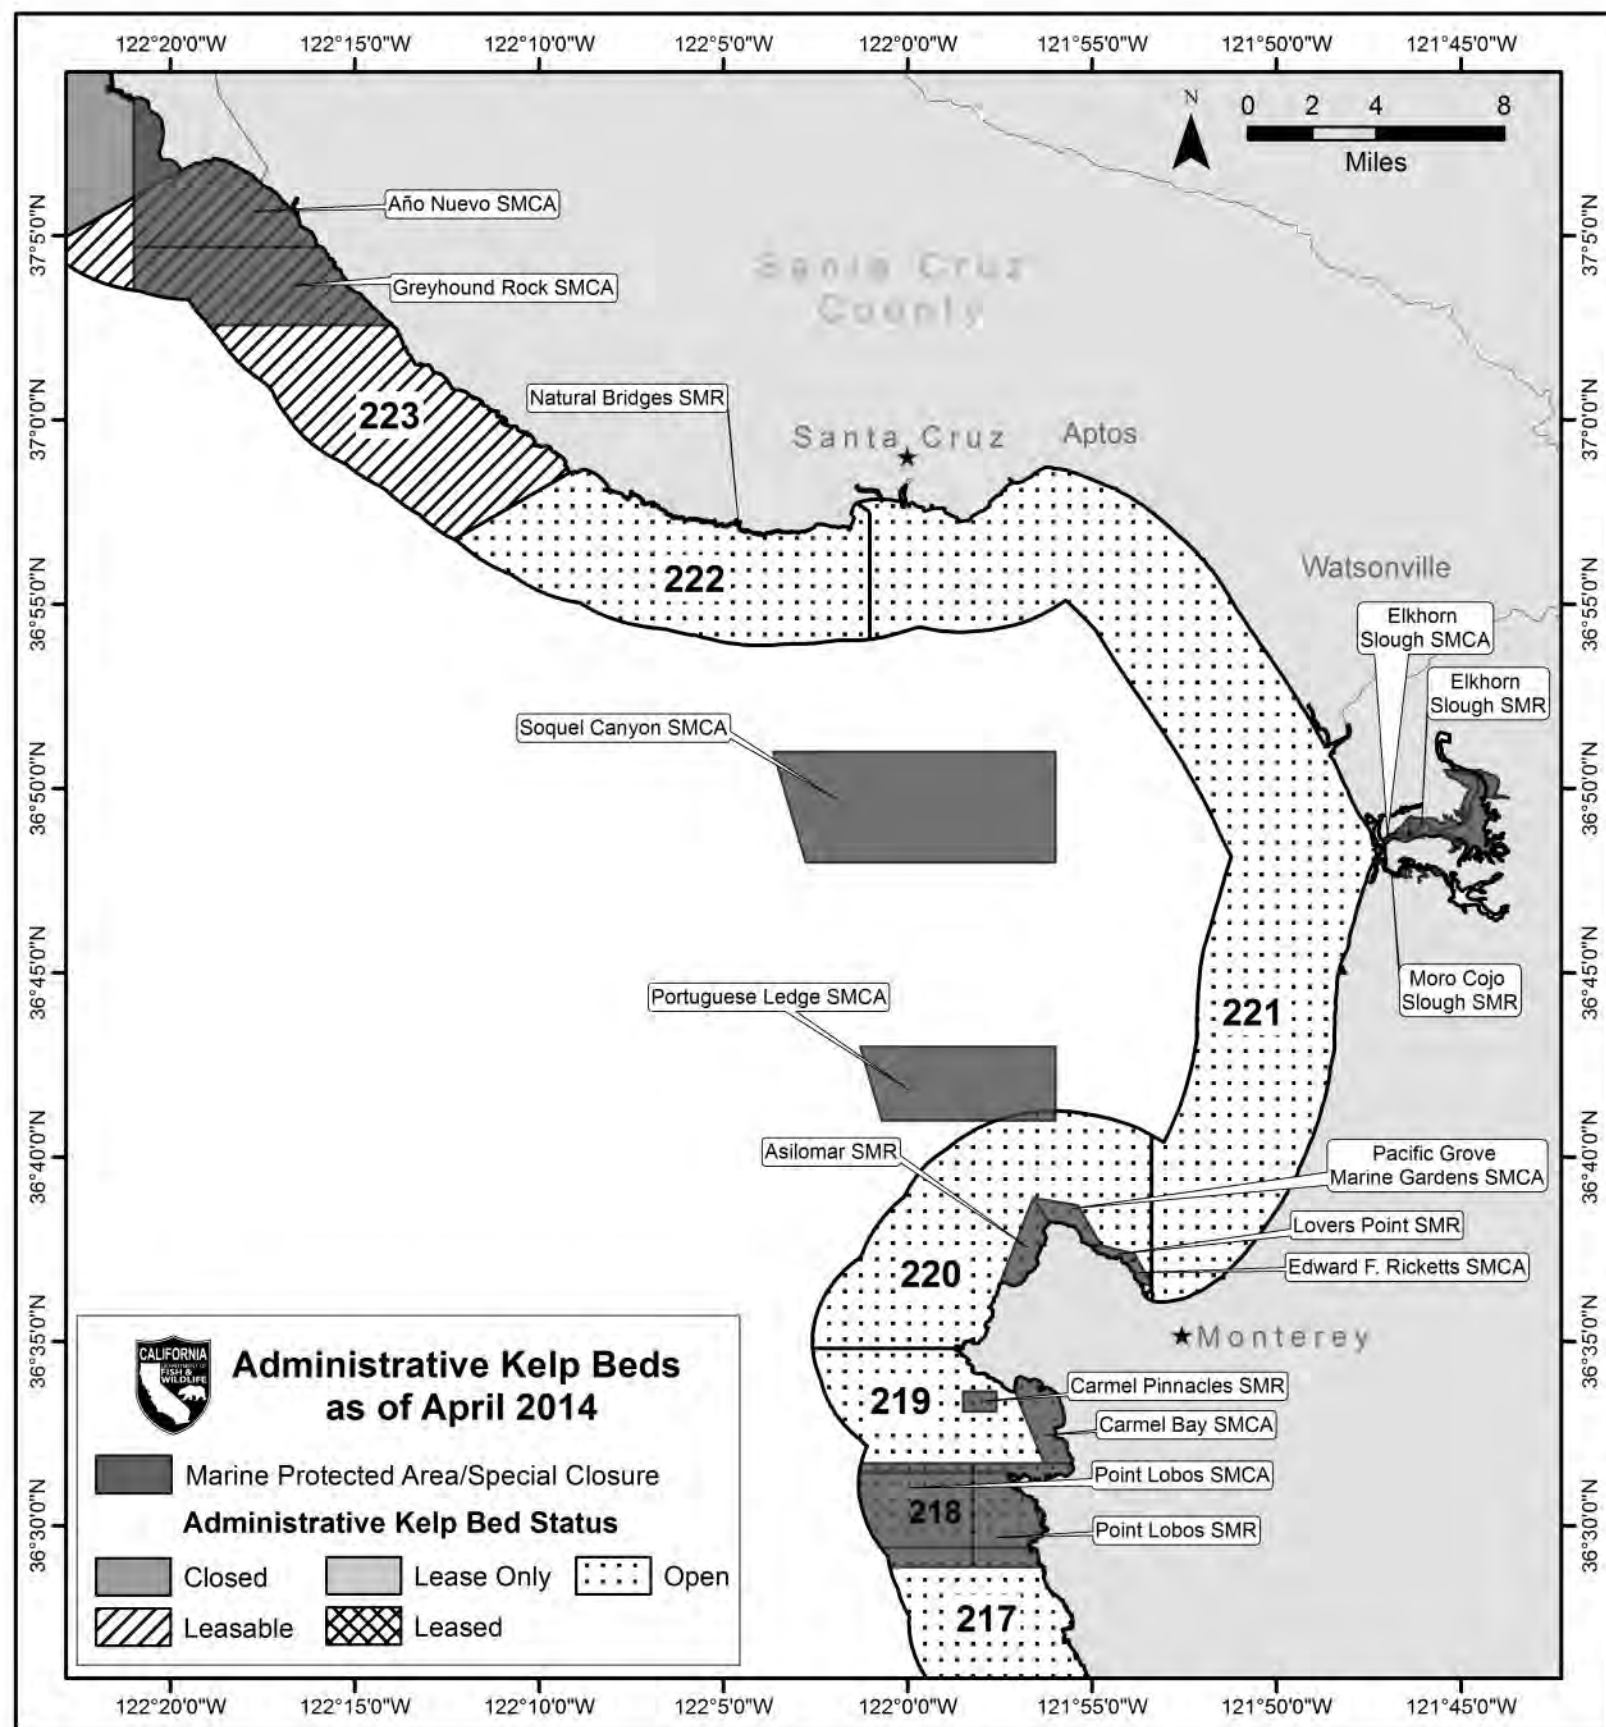 122°20'0"W 122°15'0"W 122°10'0"W 122°5'0"W 122°0'0"W 121°55'0"W 121°50'0"W 121°45'0"W
N
0 2 4 8
Miles
37°5'0"N
37°5'0"N
Año Nuevo SMCA
Greyhound Rock SMCA
Santa Cruz
County
37°0'0"N
37°0'0"N
223
Natural Bridges SMR
Santa Cruz
Aptos
222
Watsonville
36°55'0"N
36°55'0"N
Elkhorn
Slough SMCA
Elkhorn
Slough SMR
Soquel Canyon SMCA
36°50'0"N
36°50'0"N
36°45'0"N
36°45'0"N
Moro Cojo
Slough SMR
Portuguese Ledge SMCA
221
36°40'0"N
36°40'0"N
Asilomar SMR
Pacific Grove
Marine Gardens SMCA
Lovers Point SMR
Edward F. Ricketts SMCA
220
36°35'0"N
36°35'0"N
Monterey
219
Carmel Pinnacles SMR
Carmel Bay SMCA
Point Lobos SMCA
218
Point Lobos SMR
36°30'0"N
36°30'0"N
217
CALIFORNIA
DEPARTMENT OF
FISH &
WILDLIFE
Administrative Kelp Beds
as of April 2014
Marine Protected Area/Special Closure
Administrative Kelp Bed Status
Closed
Lease Only
Open
Leasable
Leased
122°20'0"W 122°15'0"W 122°10'0"W 122°5'0"W 122°0'0"W 121°55'0"W 121°50'0"W 121°45'0"W